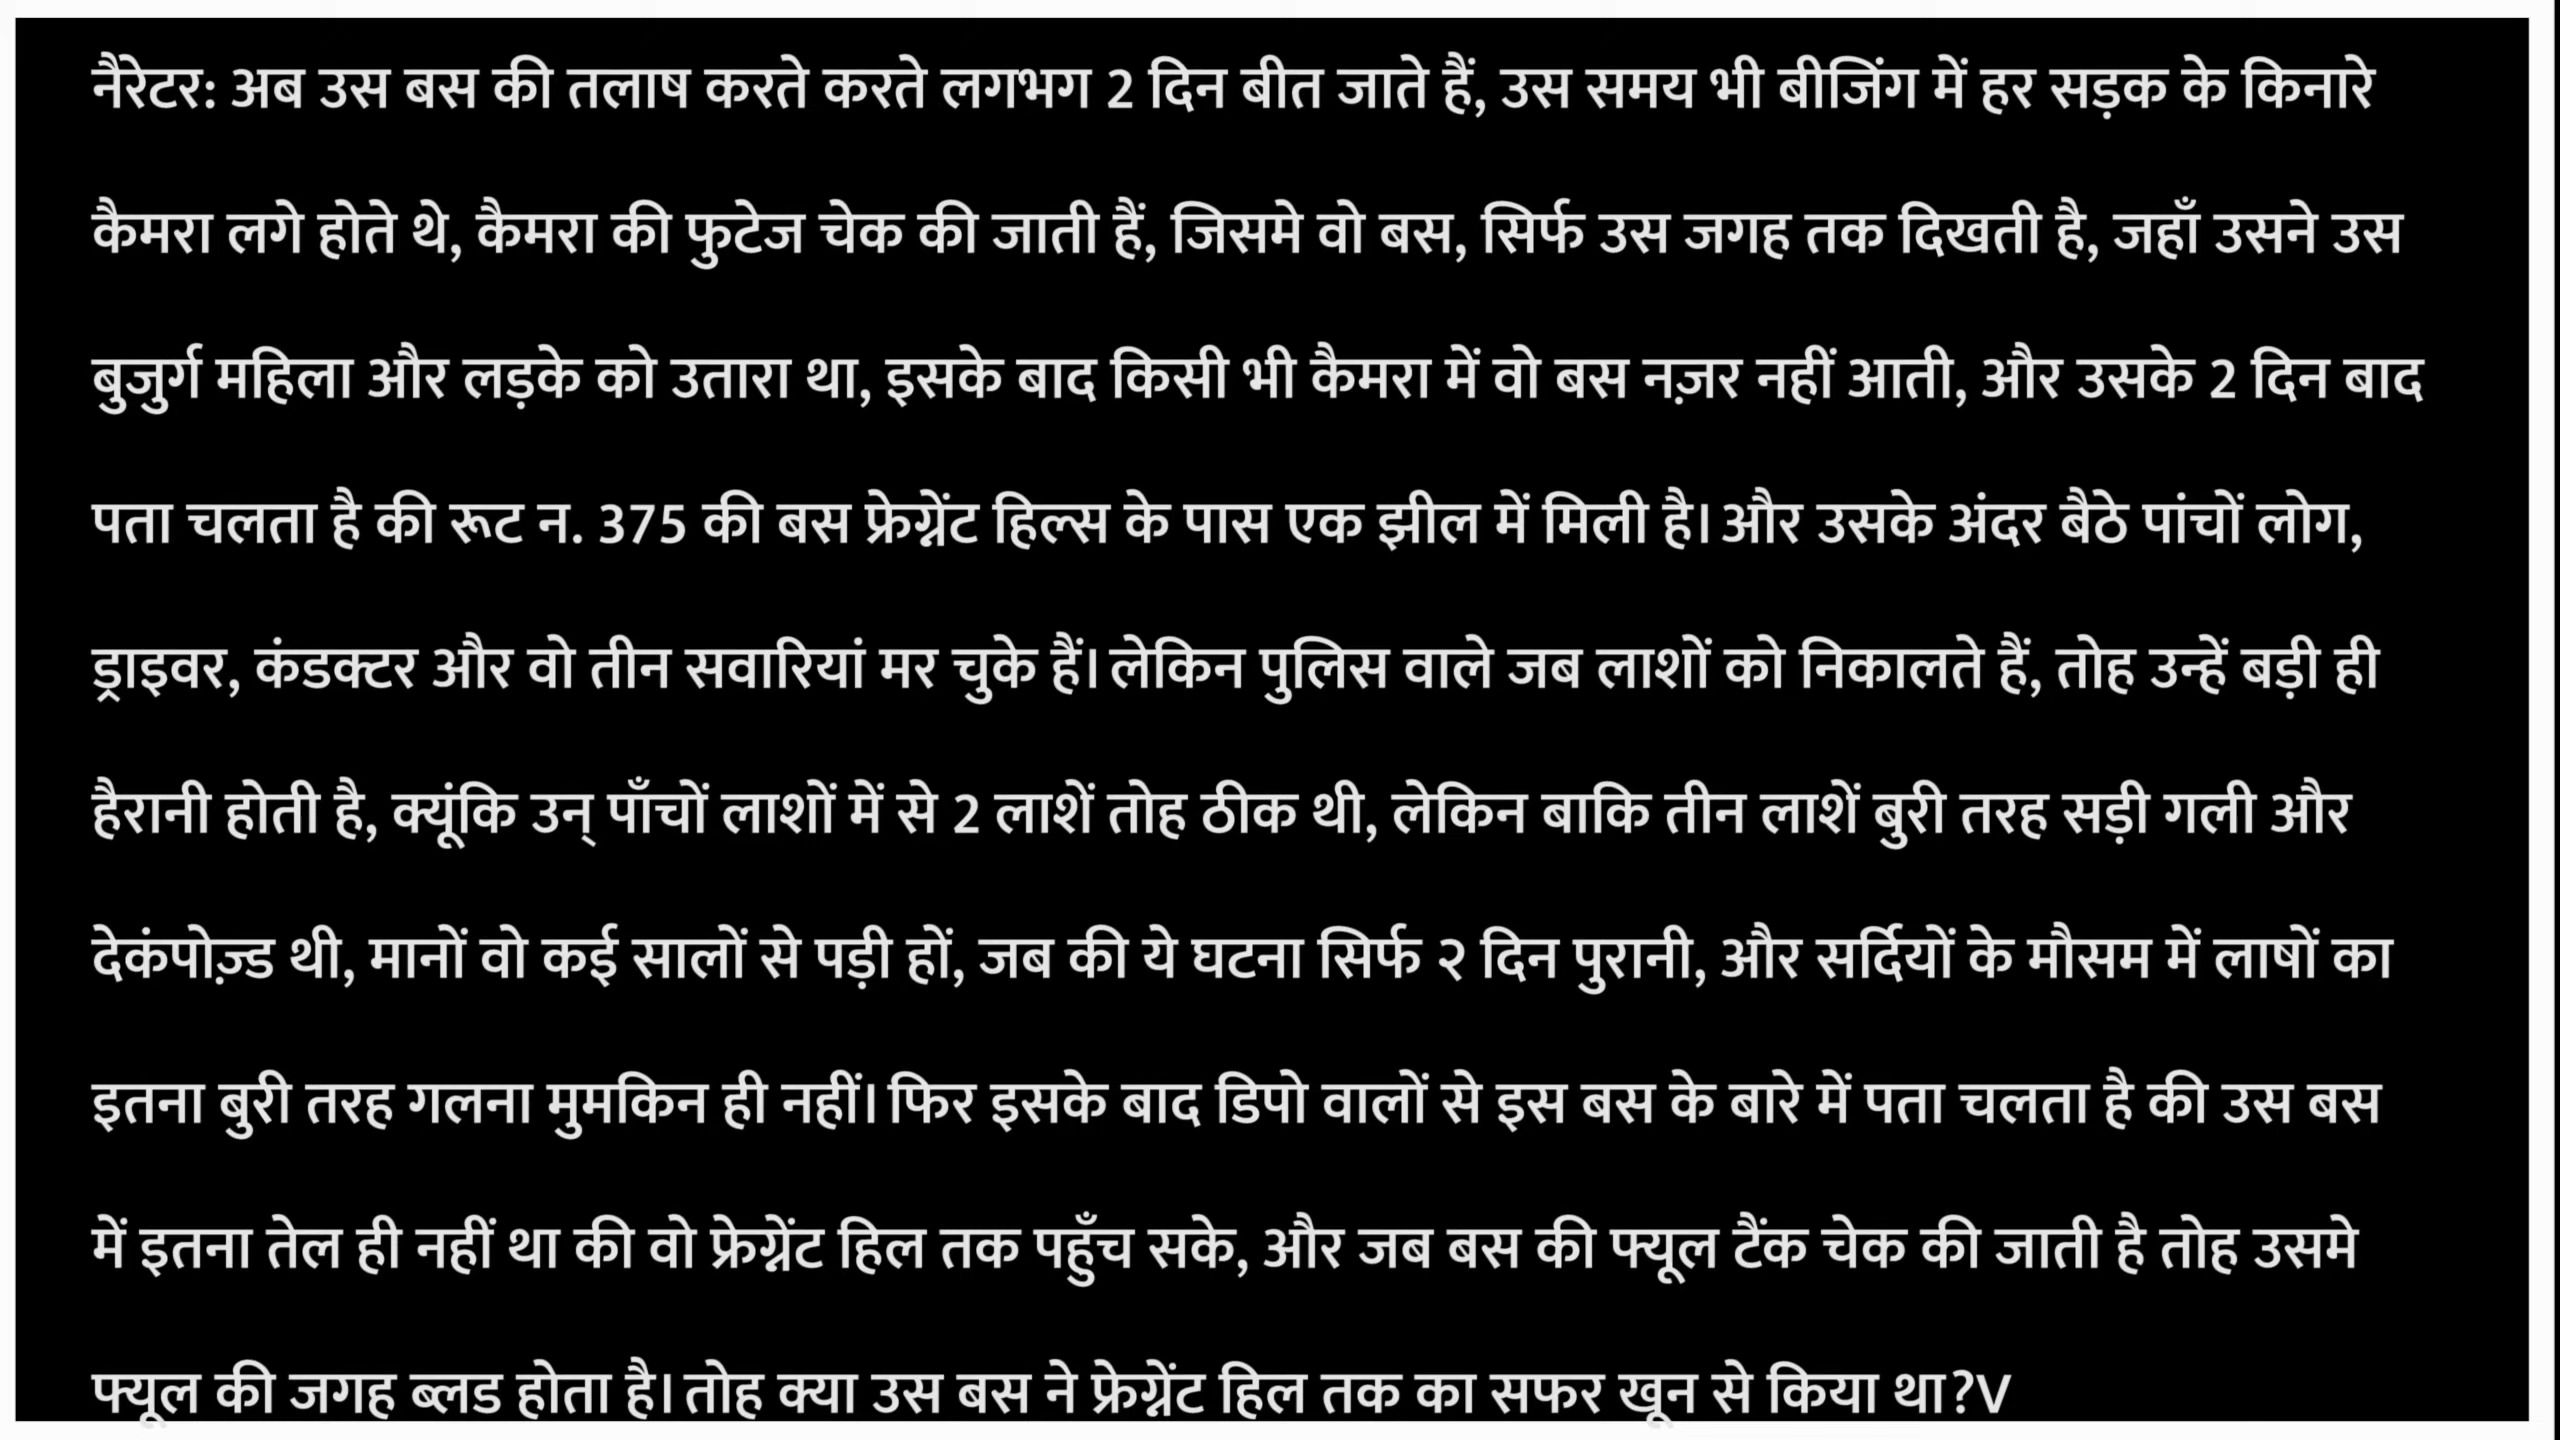 नैरेटर: अब उस बस की तलाष करते करते लगभग 2 दिन बीत जाते हैं, उस समय भी बीजिंग में हर सड़क के किनारे
कैमरा लगे होते थे, कैमरा की फुटेज चेक की जाती हैं, जिसमे वो बस, सिर्फ उस जगह तक दिखती है, जहाँ उसने उस
बुजुर्ग महिला और लड़के को उतारा था, इसके बाद किसी भी कैमरा में वो बस नज़र नहीं आती, और उसके 2 दिन बाद
पता चलता है की रूट न. 375 की बस फ्रेग्रेंट हिल्स के पास एक झील में मिली है। और उसके अंदर बैठे पांचों लोग,
ड्राइवर, कंडक्टर और वो तीन सवारियां मर चुके हैं। लेकिन पुलिस वाले जब लाशों को निकालते हैं, तोह उन्हें बड़ी ही
हैरानी होती है, क्यूंकि उन् पाँचों लाशों में से 2 लाशें तोह ठीक थी, लेकिन बाकि तीन लाशें बुरी तरह सड़ी गली और
देकंपोज़्ड थी, मानों वो कई सालों से पड़ी हों, जब की ये घटना सिर्फ २ दिन पुरानी, और सर्दियों के मौसम में लाषों का
इतना बुरी तरह गलना मुमकिन ही नहीं। फिर इसके बाद डिपो वालों से इस बस के बारे में पता चलता है की उस बस
में इतना तेल ही नहीं था की वो फ्रेग्रेंट हिल तक पहुँच सके, और जब बस की फ्यूल टैंक चेक की जाती है तोह उसमे
फ्यूल की जगह ब्लड होता है। तोह क्या उस बस ने फ्रेग्रेंट हिल तक का सफर खून से किया था?V